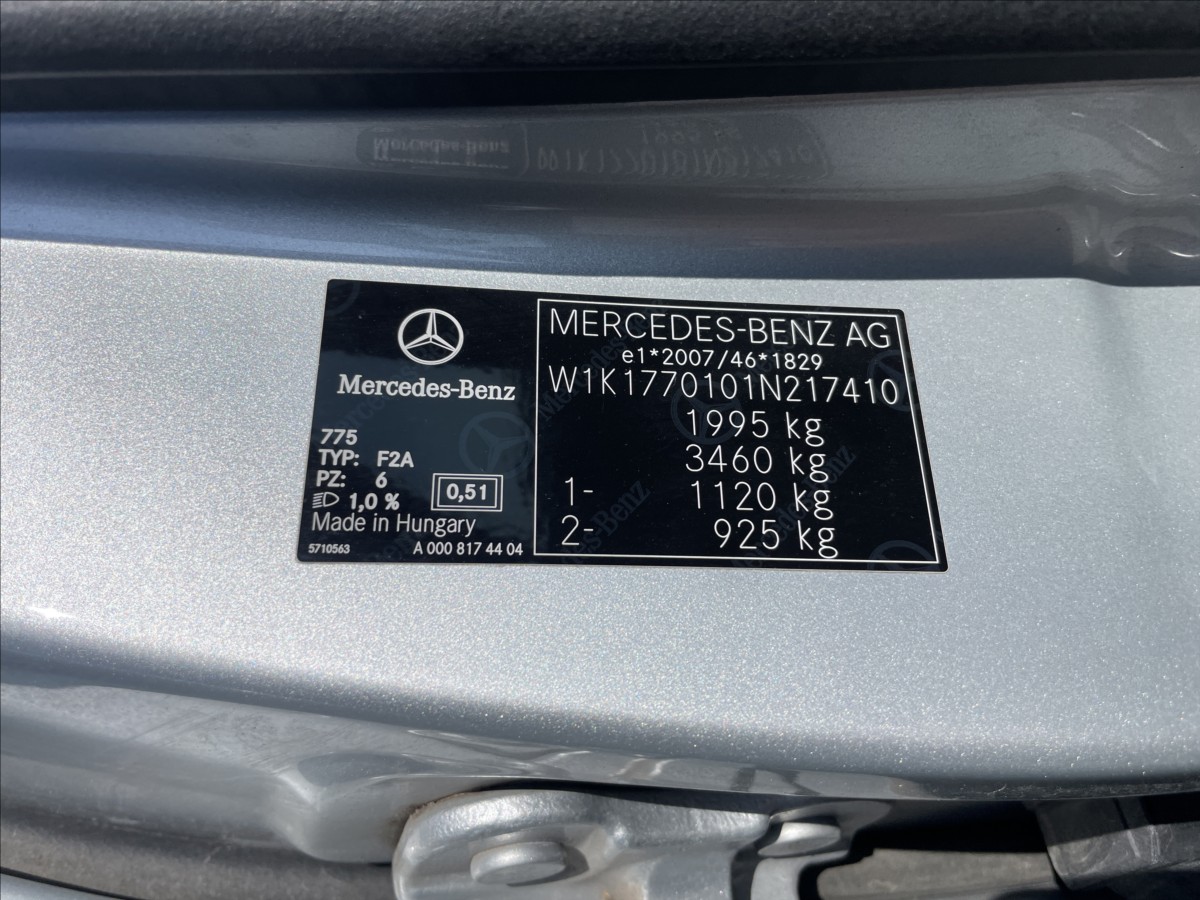 Mercedes-Benz
775
TYP: F2A
PZ: 6
1,0 %
0,51
Made in Hungary
5710563
A 000 817 44 04
MERCEDES-BENZ AG
e1*2007/46*1829
W1K1770101N217410
1995 kg
3460 kg
1- 1120 kg
2- 925 kg